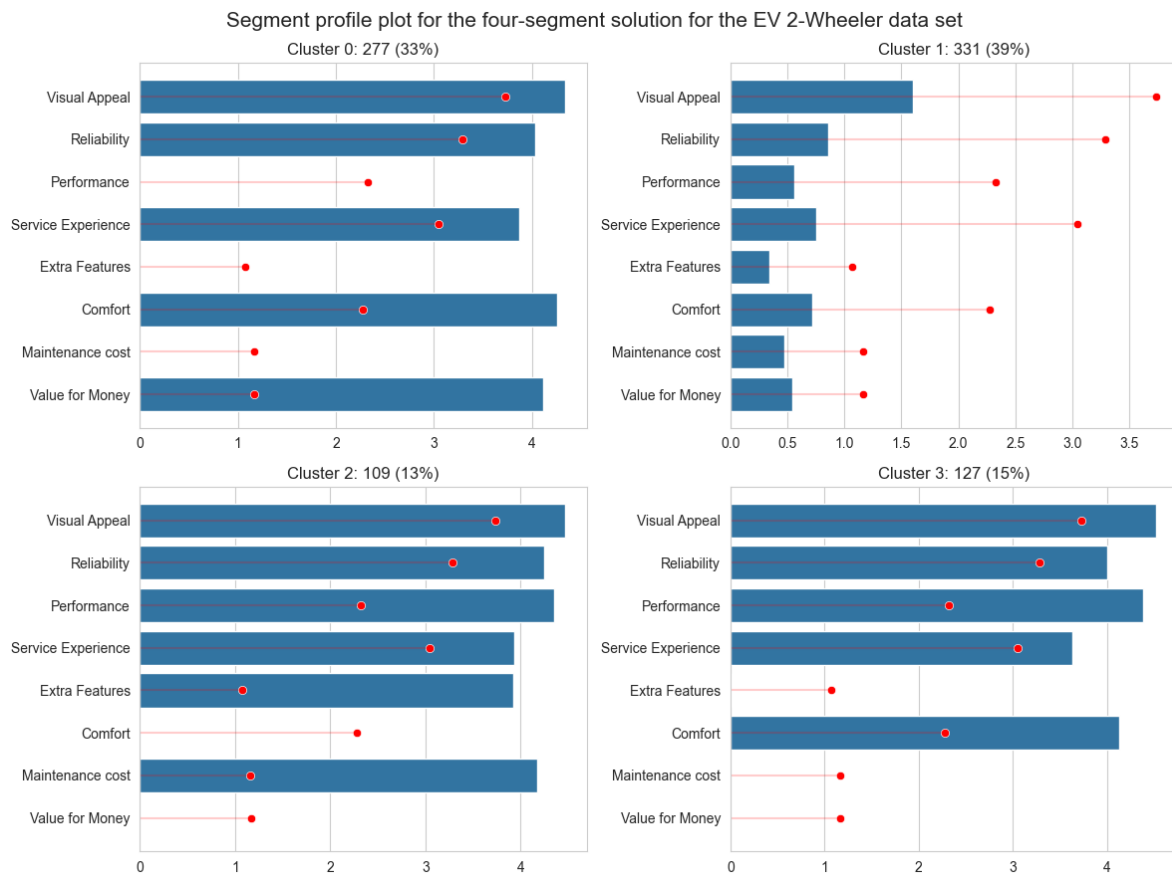 Segment profile plot for the four-segment solution for the EV 2-Wheeler data set
Cluster 0: 277 (33%)
Visual Appeal
Reliability
Performance
Service Experience
Extra Features
Comfort
Maintenance cost
Value for Money
0 1 2 3 4
Cluster 1: 331 (39%)
Visual Appeal
Reliability
Performance
Service Experience
Extra Features
Comfort
Maintenance cost
Value for Money
0.0 0.5 1.0 1.5 2.0 2.5 3.0 3.5
Cluster 2: 109 (13%)
Visual Appeal
Reliability
Performance
Service Experience
Extra Features
Comfort
Maintenance cost
Value for Money
0 1 2 3 4
Cluster 3: 127 (15%)
Visual Appeal
Reliability
Performance
Service Experience
Extra Features
Comfort
Maintenance cost
Value for Money
0 1 2 3 4